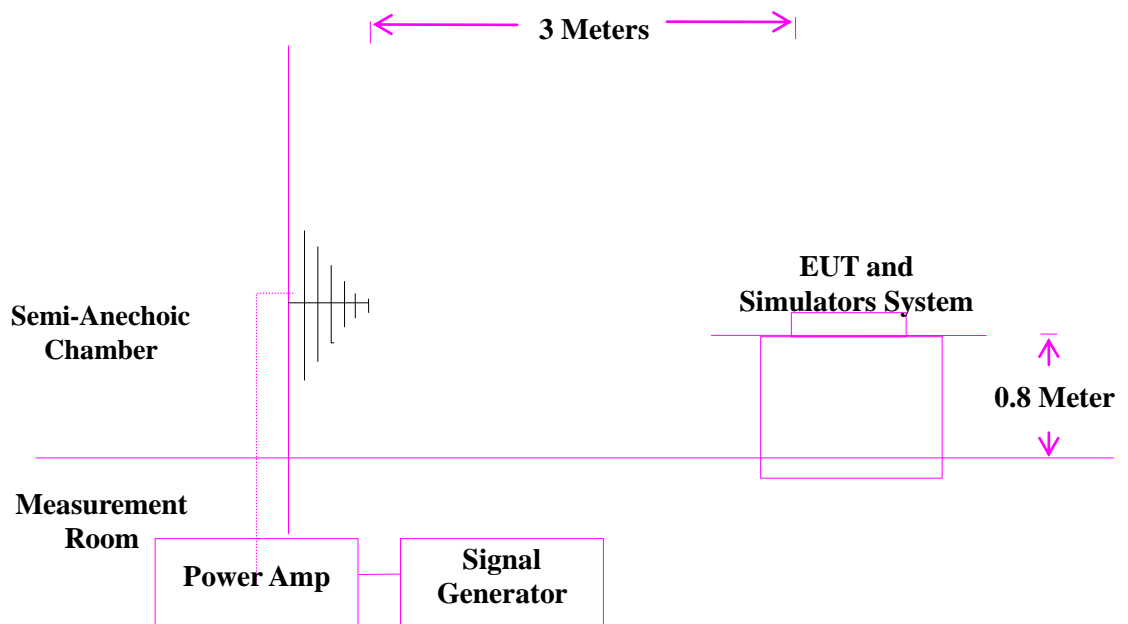 3 Meters
EUT and
Simulators System
Semi-Anechoic
Chamber
0.8 Meter
Measurement
Room
Power Amp
Signal
Generator